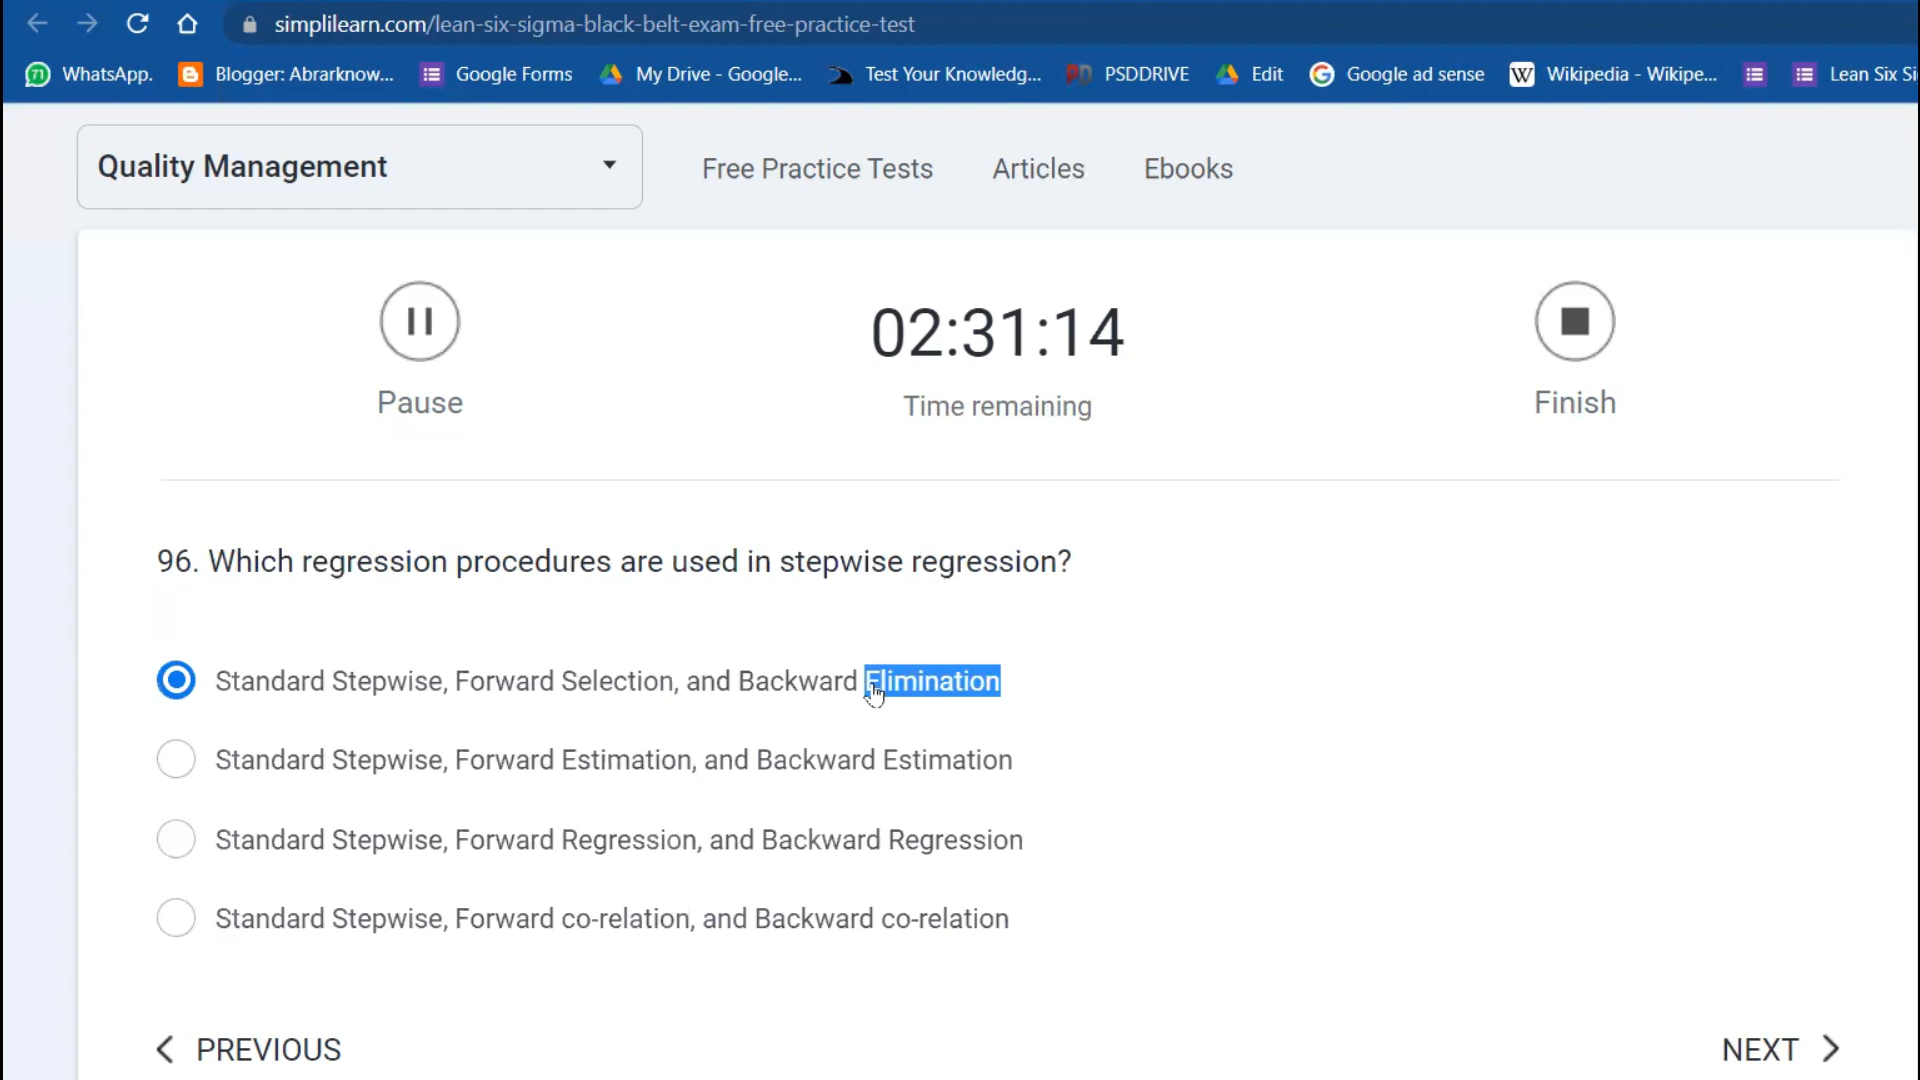 simplilearn.com/lean-six-sigma-black-belt-exam-free-practice-test
71 WhatsApp. Blogger: Abrarknow... Google Forms My Drive - Google... Test Your Knowledg... PD PSDDRIVE Edit G Google ad sense W Wikipedia - Wikipe... Lean Six Si
Quality Management Free Practice Tests Articles Ebooks
02:31:14
Pause Time remaining Finish
96. Which regression procedures are used in stepwise regression?
Standard Stepwise, Forward Selection, and Backward Elimination
Standard Stepwise, Forward Estimation, and Backward Estimation
Standard Stepwise, Forward Regression, and Backward Regression
Standard Stepwise, Forward co-relation, and Backward co-relation
PREVIOUS NEXT